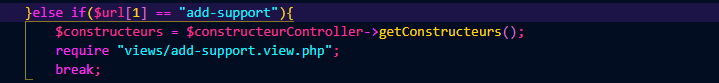 }else if($url[1] == "add-support"){
$constructeurs = $constructeurController->getConstructeurs();
require "views/add-support.view.php";
break;